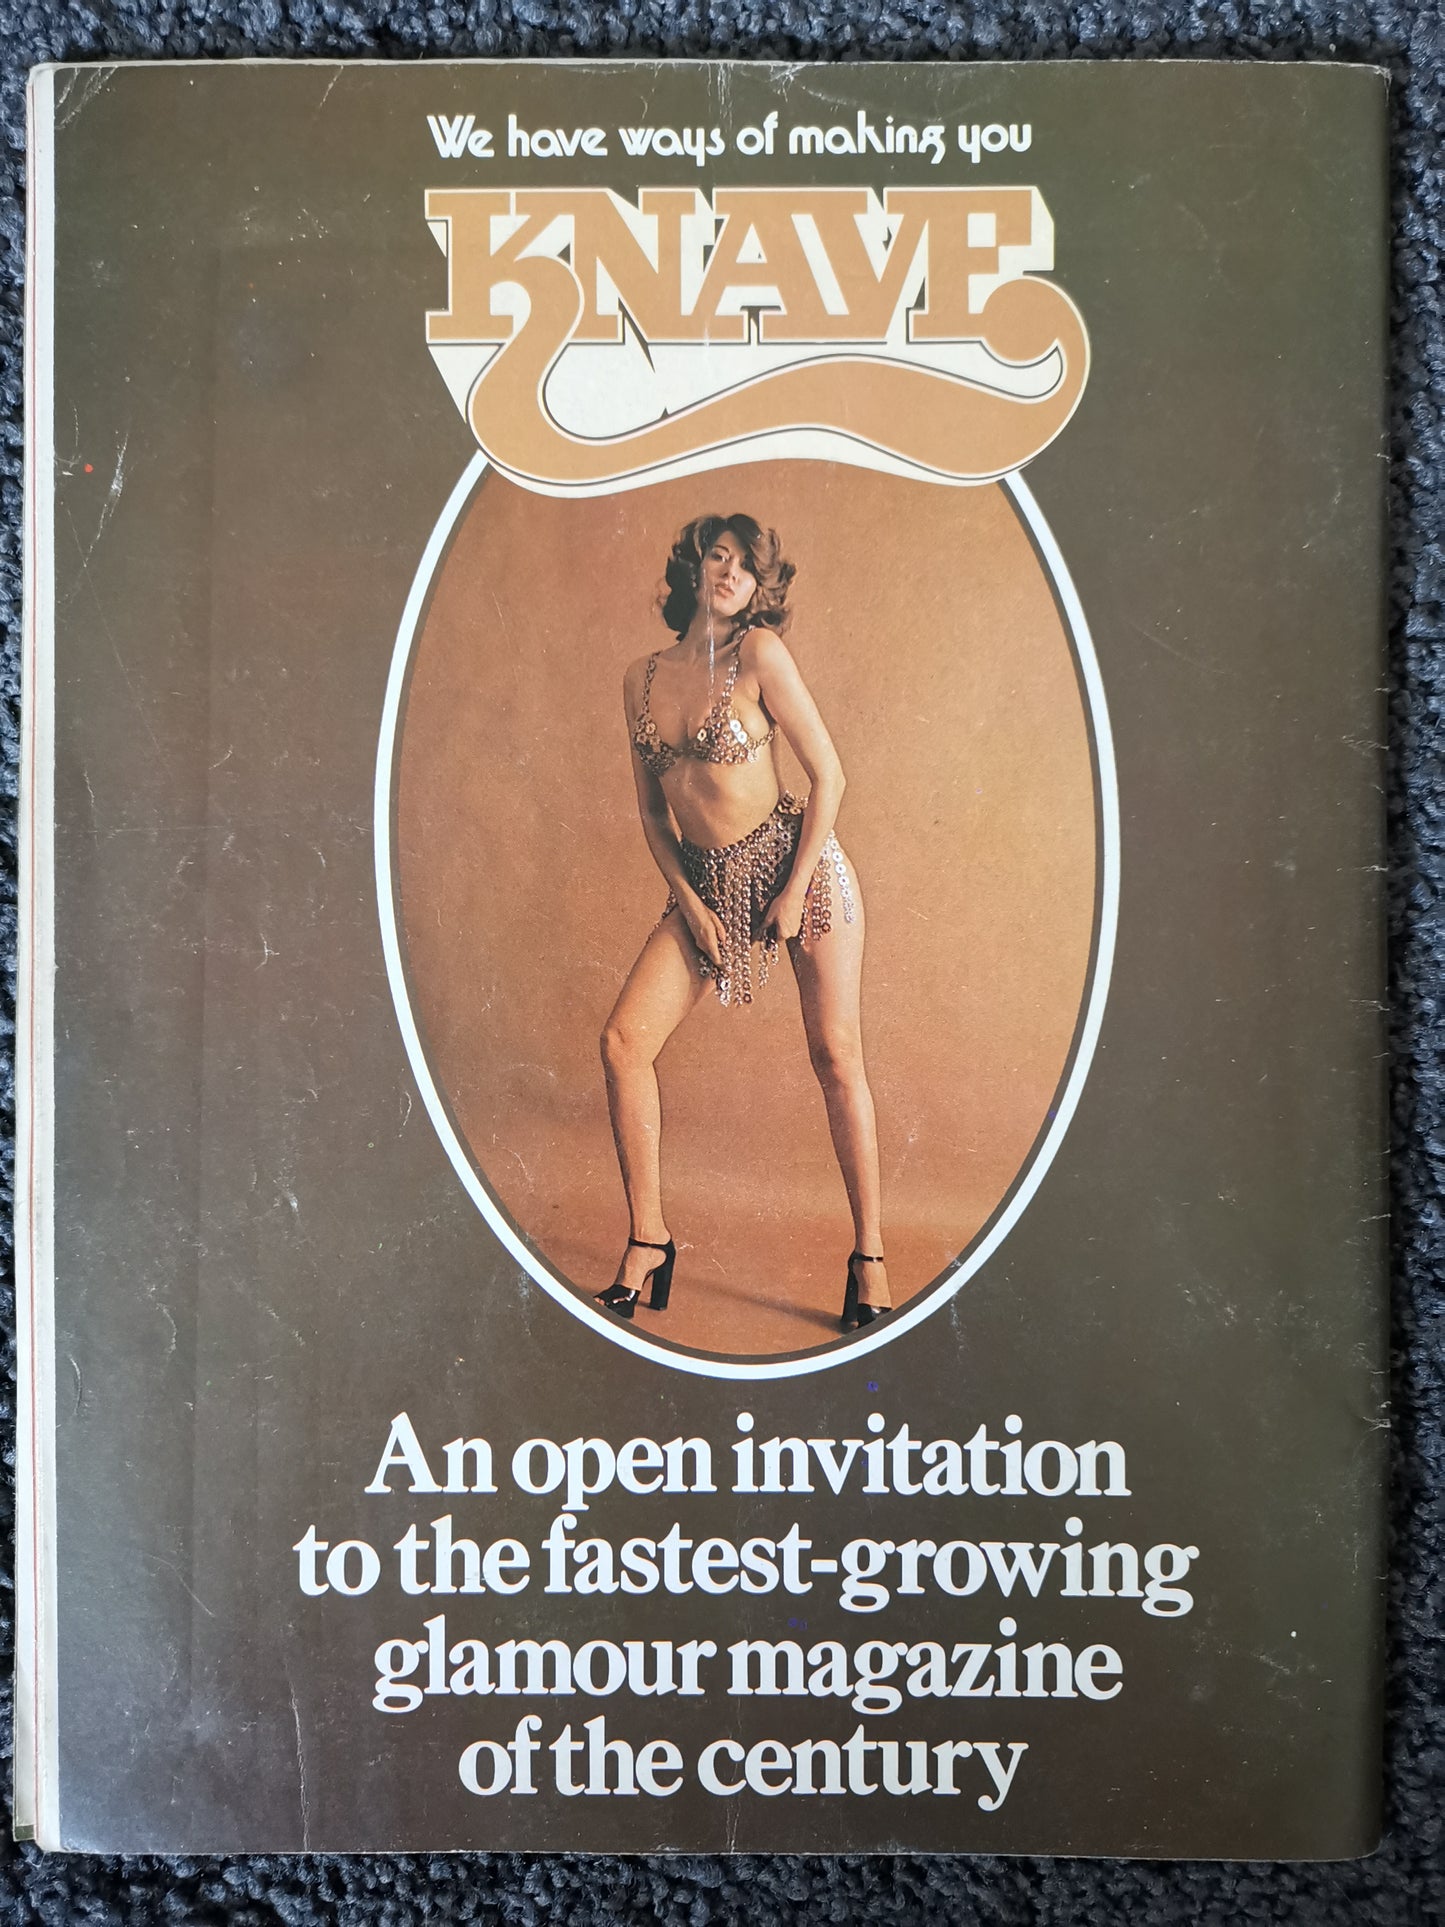 We have ways of making you
KNAVE
An open invitation
to the fastest-growing
glamour magazine
of the century